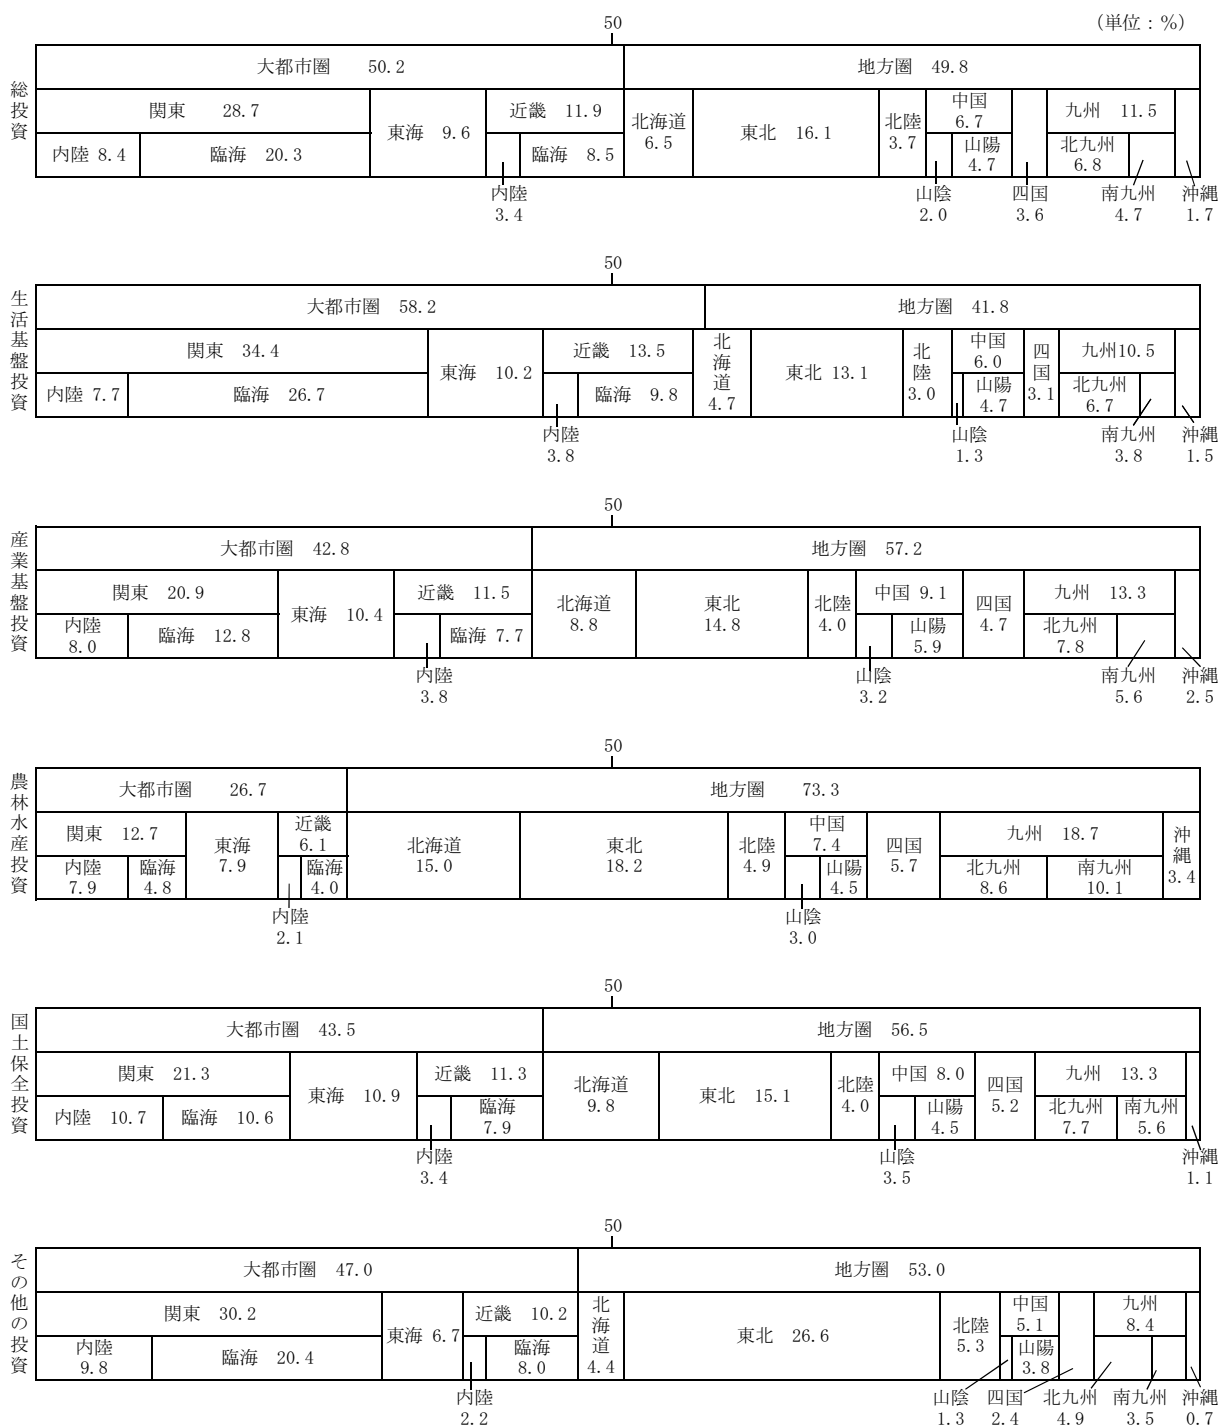 50
（単位：％）
総投資
大都市圏 50.2
地方圏 49.8
関東 28.7
東海 9.6
近畿 11.9
北海道
6.5
東北 16.1
北陸
3.7
中国
6.7
九州 11.5
内陸 8.4
臨海 20.3
臨海 8.5
山陽
4.7
北九州
6.8
内陸
3.4
山陰
2.0
四国
3.6
南九州
4.7
沖縄
1.7
50
生活基盤投資
大都市圏 58.2
地方圏 41.8
関東 34.4
東海 10.2
近畿 13.5
北海道
4.7
東北 13.1
北陸
3.0
中国
6.0
四国
3.1
九州10.5
内陸 7.7
臨海 26.7
臨海 9.8
山陽
4.7
北九州
6.7
内陸
3.8
山陰
1.3
南九州
3.8
沖縄
1.5
50
産業基盤投資
大都市圏 42.8
地方圏 57.2
関東 20.9
東海 10.4
近畿 11.5
北海道
8.8
東北
14.8
北陸
4.0
中国 9.1
四国
4.7
九州 13.3
内陸
8.0
臨海 12.8
臨海 7.7
山陽
5.9
北九州
7.8
内陸
3.8
山陰
3.2
南九州
5.6
沖縄
2.5
50
農林水産投資
大都市圏 26.7
地方圏 73.3
関東 12.7
東海
7.9
近畿
6.1
北海道
15.0
東北
18.2
北陸
4.9
中国
7.4
四国
5.7
九州 18.7
沖縄
3.4
内陸
7.9
臨海
4.8
臨海
4.0
山陽
4.5
北九州
8.6
南九州
10.1
内陸
2.1
山陰
3.0
50
国土保全投資
大都市圏 43.5
地方圏 56.5
関東 21.3
東海 10.9
近畿 11.3
北海道
9.8
東北 15.1
北陸
4.0
中国 8.0
四国
5.2
九州 13.3
内陸 10.7
臨海 10.6
臨海
7.9
山陽
4.5
北九州
7.7
南九州
5.6
内陸
3.4
山陰
3.5
沖縄
1.1
50
その他の投資
大都市圏 47.0
地方圏 53.0
関東 30.2
東海 6.7
近畿 10.2
北海道
4.4
東北 26.6
北陸
5.3
中国
5.1
九州
8.4
内陸
9.8
臨海 20.4
臨海
8.0
山陽
3.8
内陸
2.2
山陰
1.3
四国
2.4
北九州
4.9
南九州
3.5
沖縄
0.7